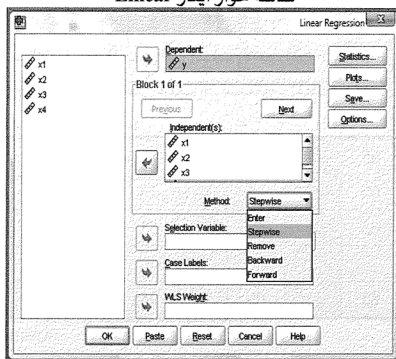 Linear
Linear Regression
x1
x2
x3
x4
Dependent:
y
Block 1 of 1
Previous
Next
Independent(s):
x1
x2
x3
Method:
Stepwise
Enter
Stepwise
Remove
Backward
Forward
Selection Variable:
Case Labels:
WLS Weight:
Statistics...
Plots...
Save...
Options...
OK
Paste
Reset
Cancel
Help